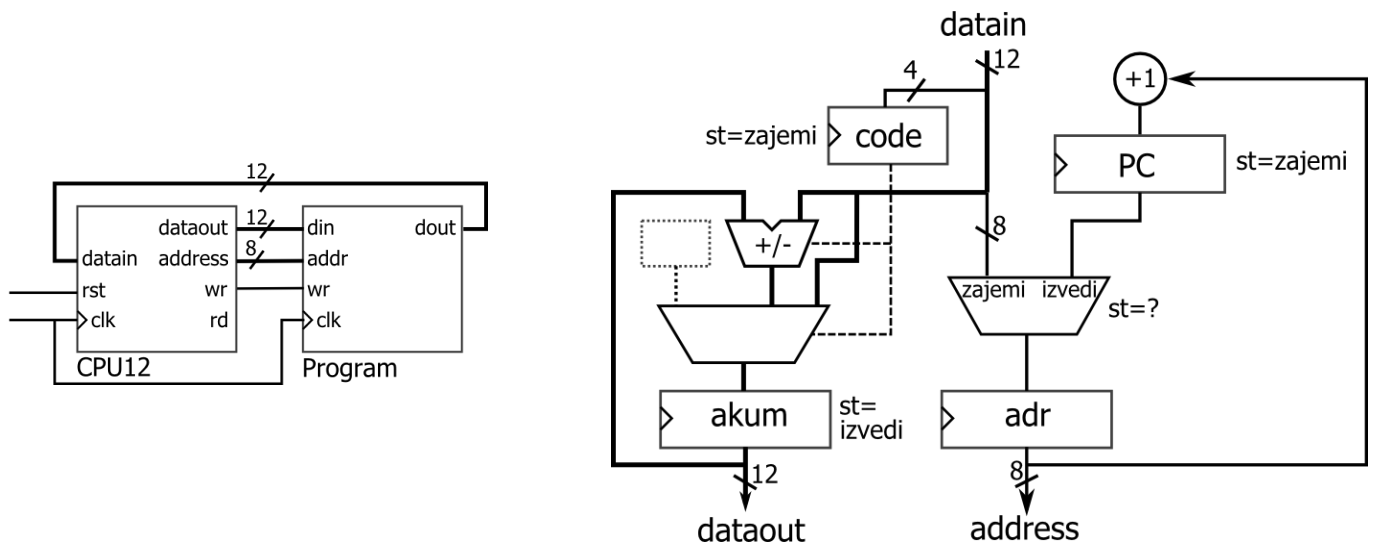 12
dataout 12 din dout
datain address 8 addr
rst wr wr
clk rd clk
CPU12 Program
datain
12
4
+1
st=zajemi code
PC st=zajemi
8
+/-
zajemi izvedi
st=?
akum st=
izvedi
adr
12 8
dataout address